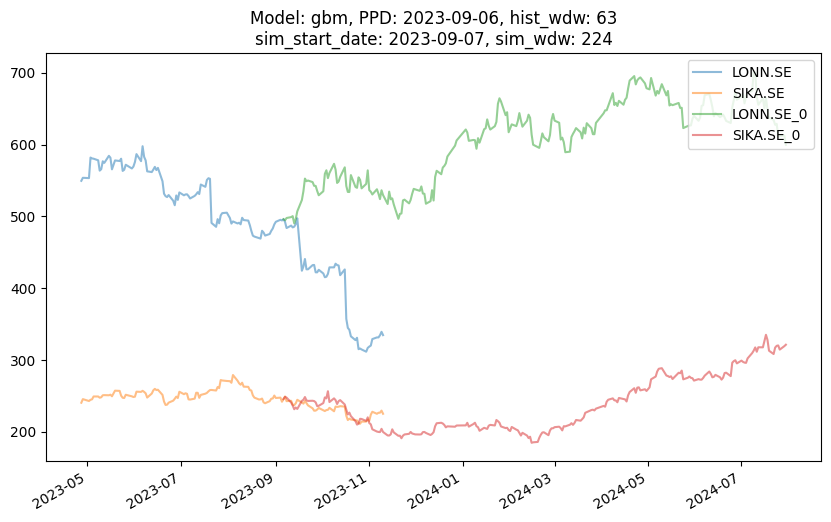 Model: gbm, PPD: 2023-09-06, hist_wdw: 63
sim_start_date: 2023-09-07, sim_wdw: 224
LONN.SE
SIKA.SE
LONN.SE_0
SIKA.SE_0
700
600
500
400
300
200
2023-05
2023-07
2023-09
2023-11
2024-01
2024-03
2024-05
2024-07